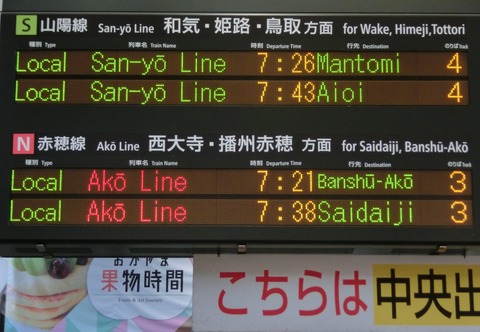 S 山陽線 San-yō Line 和気・姫路・鳥取 方面 for Wake, Himeji,Tottori
種別 Type 列車名 Train Name 時刻 Departure Time 行先 Destination のりば Track
Local San-yō Line 7:26 Mantomi 4
Local San-yō Line 7:43 Aioi 4
N 赤穂線 Akō Line 西大寺・播州赤穂 方面 for Saidaiji, Banshū-Akō
種別 Type 列車名 Train Name 時刻 Departure Time 行先 Destination のりば Track
Local Akō Line 7:21 Banshū-Akō 3
Local Akō Line 7:38 Saidaiji 3
おかやま
果物時間
こちらは 中央出